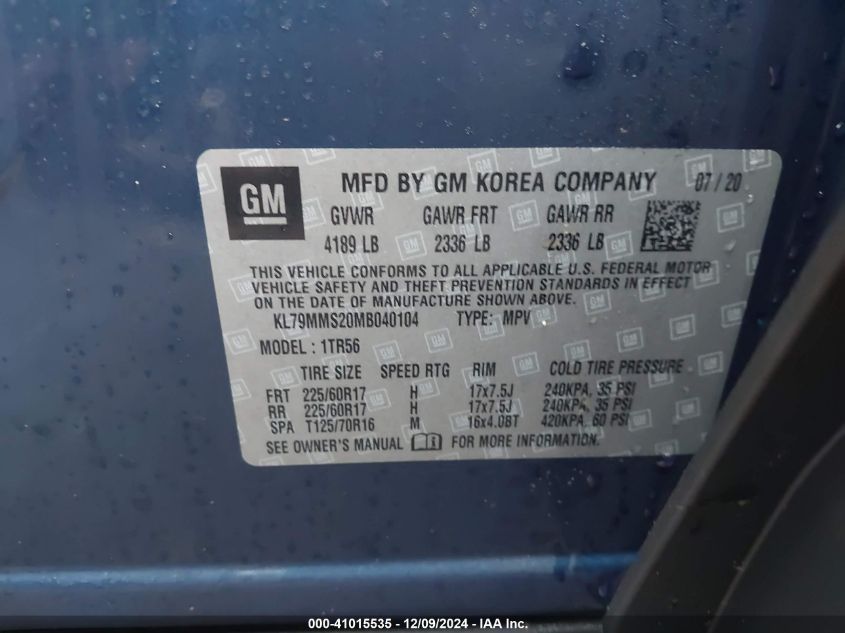 GM
MFD BY GM KOREA COMPANY 07/20
GVWR GAWR FRT GAWR RR
4189 LB 2336 LB 2336 LB
THIS VEHICLE CONFORMS TO ALL APPLICABLE U.S. FEDERAL MOTOR
VEHICLE SAFETY AND THEFT PREVENTION STANDARDS IN EFFECT
ON THE DATE OF MANUFACTURE SHOWN ABOVE.
KL79MMS20MB040104 TYPE: MPV
MODEL : 1TR56
TIRE SIZE SPEED RTG RIM COLD TIRE PRESSURE
FRT 225/60R17 H 17x7.5J 240KPA, 35 PSI
RR 225/60R17 H 17x7.5J 240KPA, 35 PSI
SPA T125/70R16 M 16x4.0BT 420KPA, 60 PSI
SEE OWNER'S MANUAL FOR MORE INFORMATION.
000-41015535 - 12/09/2024 - IAA Inc.